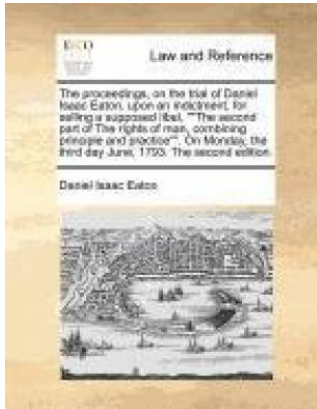 ECCO
Law and Reference
The proceedings, on the trial of Daniel
Isaac Eaton, upon an indictment, for
selling a supposed libel, ""The second
part of The rights of man, combining
principle and practice"". On Monday, the
third day June, 1793. The second edition.
Daniel Isaac Eaton